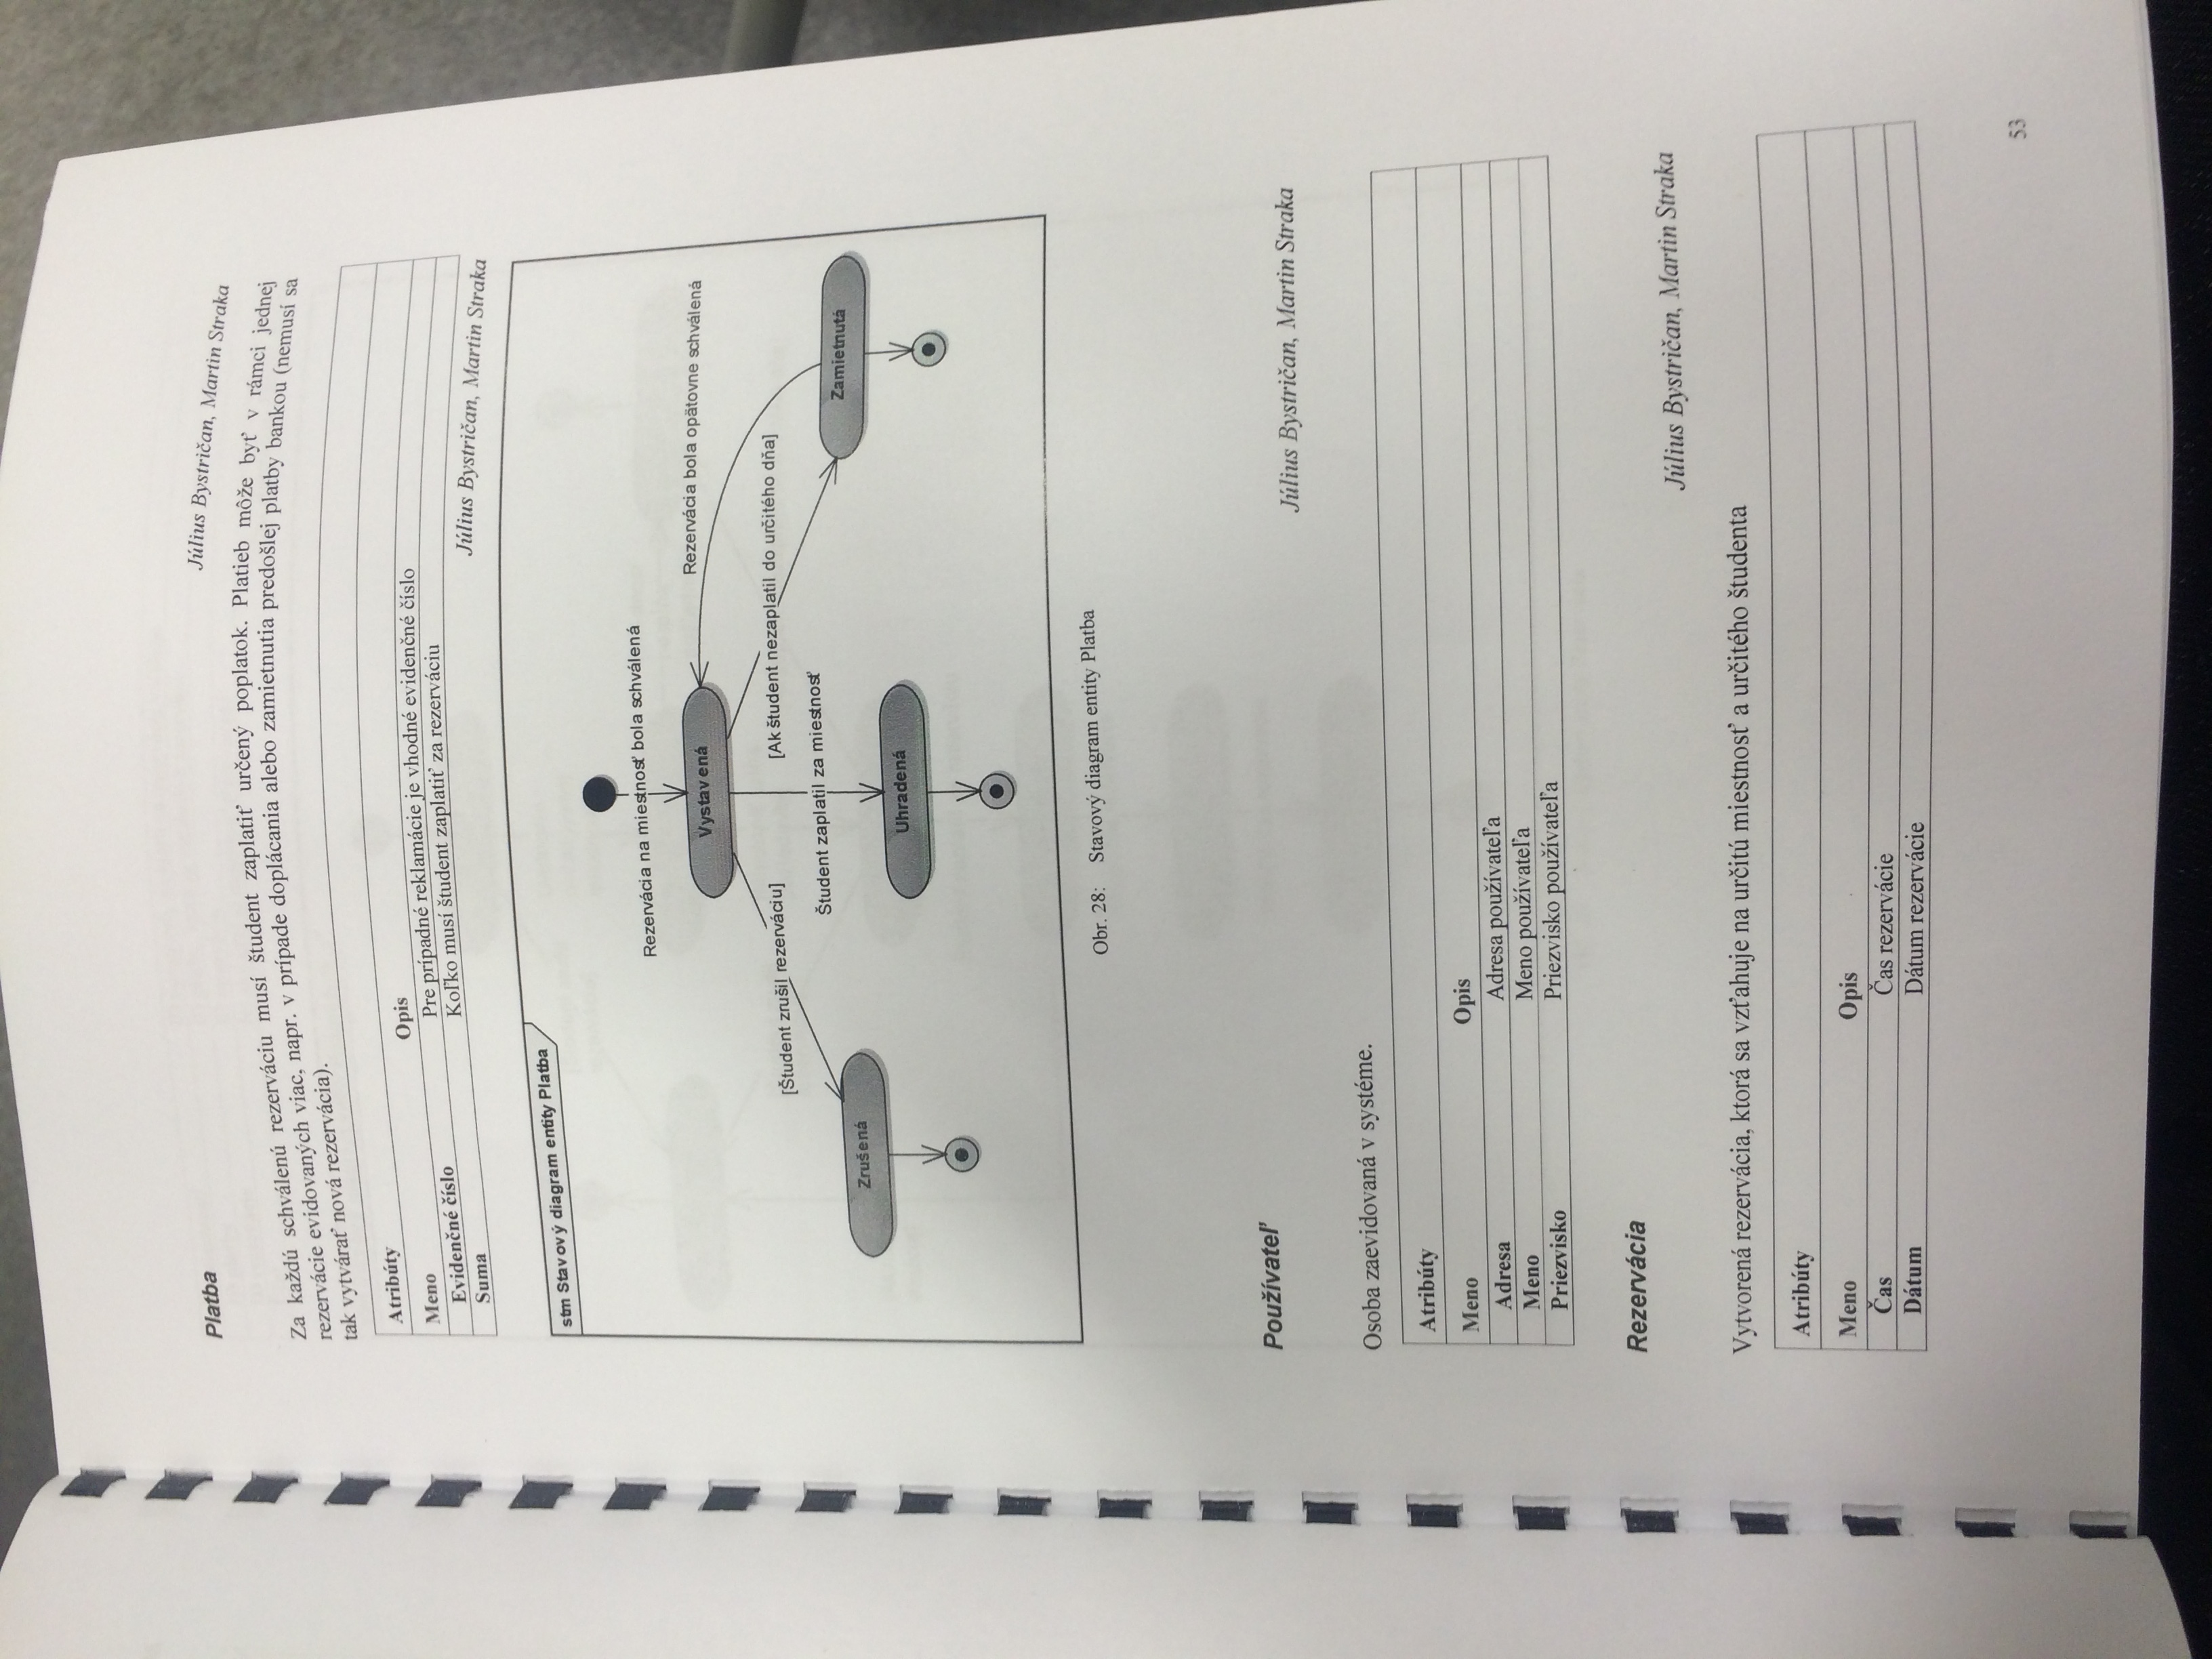 Platba
Július Bystričan, Martin Straka
Za každú schválenú rezerváciu musí študent zaplatiť určený poplatok. Platieb môže byť v rámci jednej
rezervácie evidovaných viac, napr. v prípade doplácania alebo zamietnutia predošlej platby bankou (nemusí sa
tak vytvárať nová rezervácia).
Atribúty
Meno Opis
Evidenčné číslo Pre prípadné reklamácie je vhodné evidenčné číslo
Suma Koľko musí študent zaplatiť za rezerváciu
Július Bystričan, Martin Straka
stm Stavový diagram entity Platba
Rezervácia na miestnosť bola schválená
Vystavená
Rezervácia bola opätovne schválená
[Študent zrušil rezerváciu]
[Ak študent nezaplatil do určitého dňa]
Študent zaplatil za miestnosť
Zrušená
Uhradená
Zamietnutá
Obr. 28: Stavový diagram entity Platba
Používateľ
Július Bystričan, Martin Straka
Osoba zaevidovaná v systéme.
Atribúty
Meno Opis
Adresa Adresa používateľa
Meno Meno používateľa
Priezvisko Priezvisko používateľa
Rezervácia
Július Bystričan, Martin Straka
Vytvorená rezervácia, ktorá sa vzťahuje na určitú miestnosť a určitého študenta
Atribúty
Meno Opis
Čas Čas rezervácie
Dátum Dátum rezervácie
53